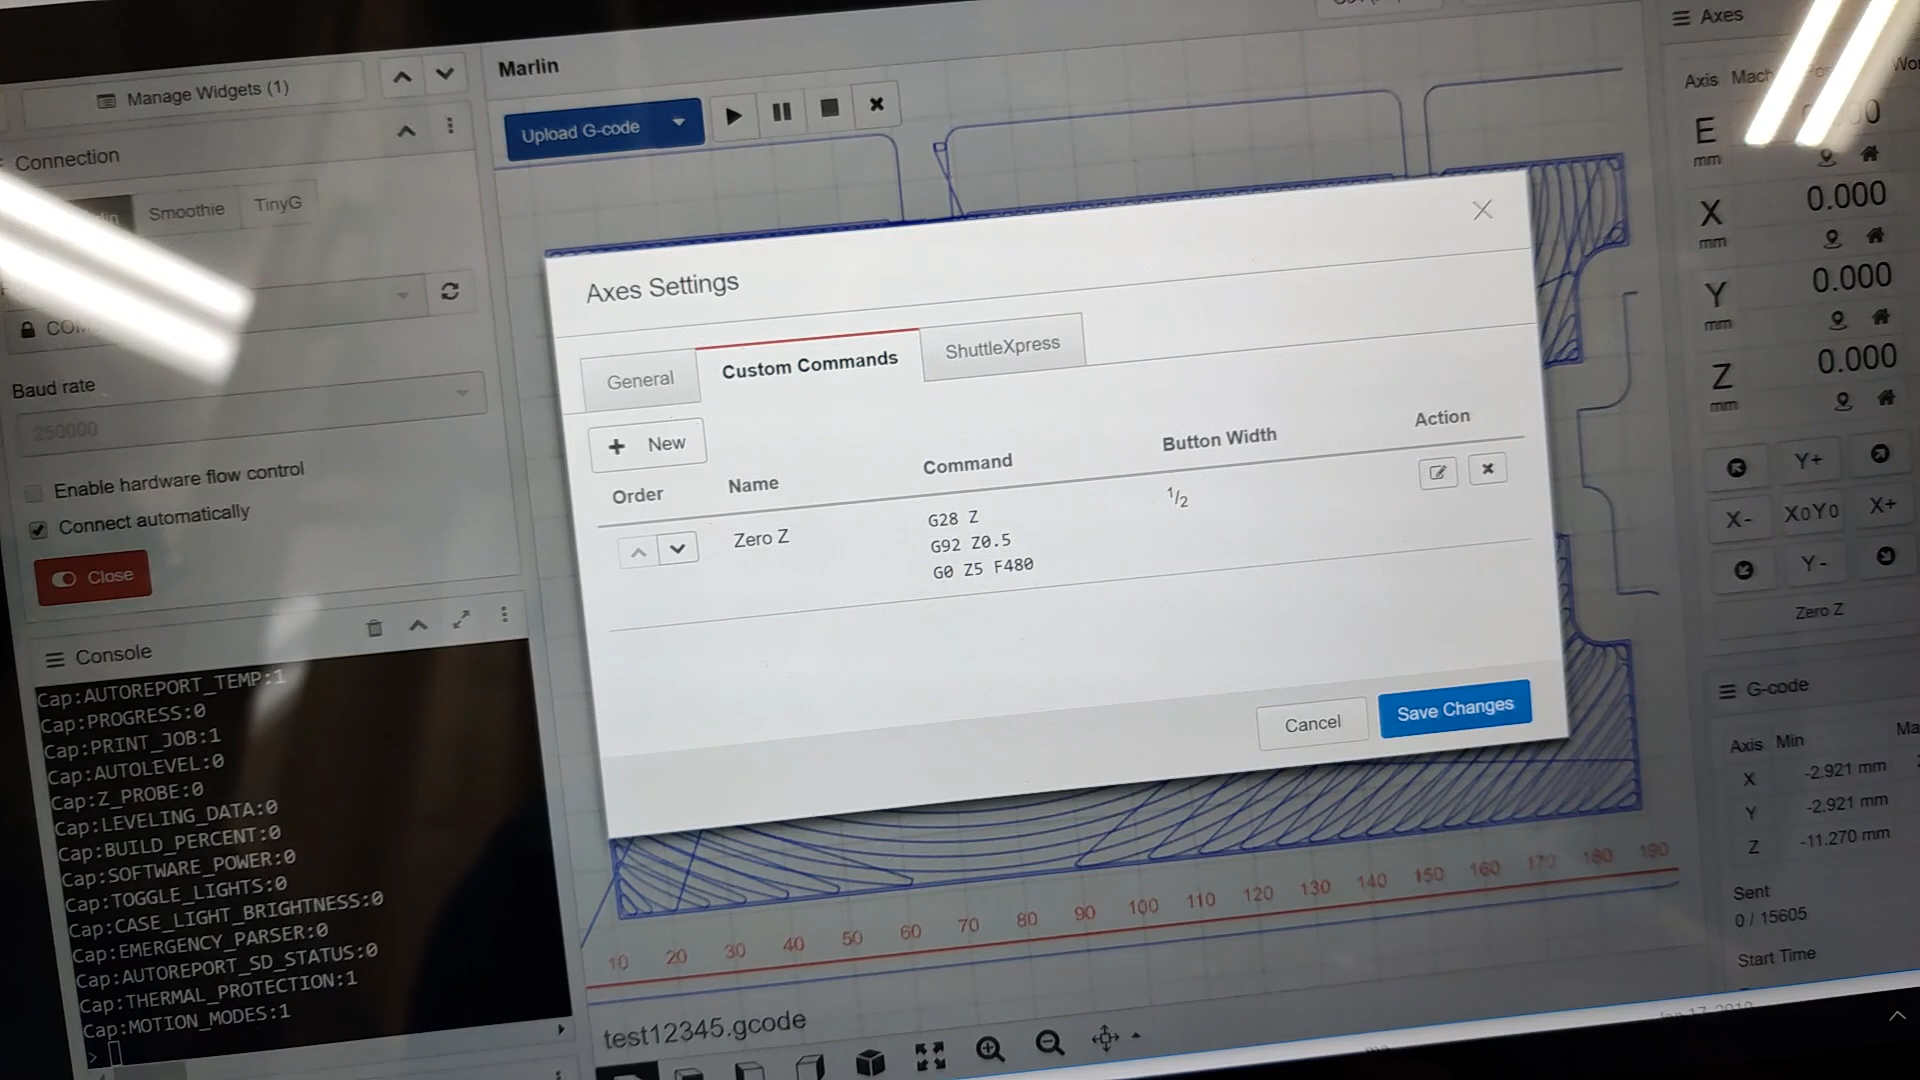 Manage Widgets (1)
Connection
Smoothie
TinyG
Baud rate
250000
Enable hardware flow control
Connect automatically
Close
Console
Cap:AUTOREPORT_TEMP:1
Cap:PROGRESS:0
Cap:PRINT_JOB:1
Cap:AUTOLEVEL:0
Cap:Z_PROBE:0
Cap:LEVELING_DATA:0
Cap:BUILD_PERCENT:0
Cap:SOFTWARE_POWER:0
Cap:TOGGLE_LIGHTS:0
Cap:CASE_LIGHT_BRIGHTNESS:0
Cap:EMERGENCY_PARSER:0
Cap:AUTOREPORT_SD_STATUS:0
Cap:THERMAL_PROTECTION:1
Cap:MOTION_MODES:1
>
Marlin
Upload G-code
Axes Settings
General
Custom Commands
ShuttleXpress
+ New
Order Name Command Button Width Action
Zero Z
G28 Z
G92 Z0.5
G0 Z5 F480
1/2
Cancel
Save Changes
10 20 30 40 50 60 70 80 90 100 110 120 130 140 150 160 170 180 190
test12345.gcode
Axes
Axis Mach
E
mm
X 0.000
mm
Y 0.000
mm
Z 0.000
mm
Y+
X- X0Y0 X+
Y-
Zero Z
G-code
Axis Min
X -2.921 mm
Y -2.921 mm
Z -11.270 mm
Sent
0 / 15605
Start Time